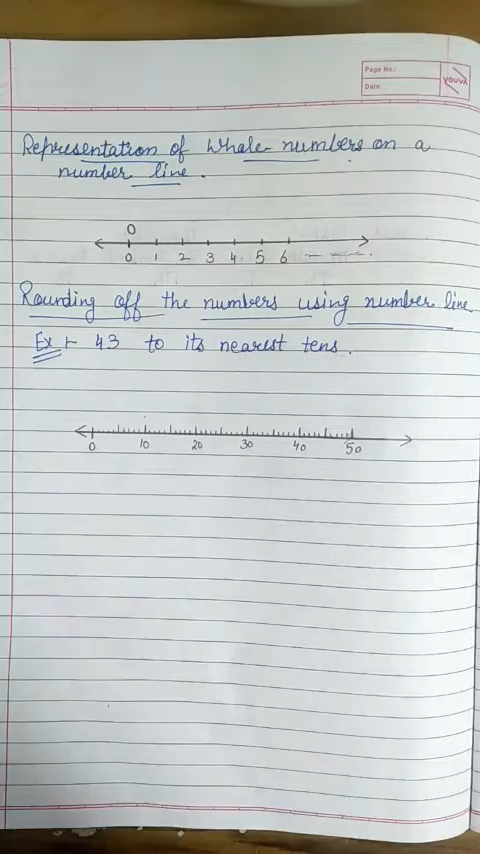 Page No.:
Date:
YOUVA
Representation of Whole numbers on a
number line.
0
0 1 2 3 4 5 6 — — —.
Rounding off the numbers using number line.
Ex :- 43 to its nearest tens.
0 10 20 30 40 50